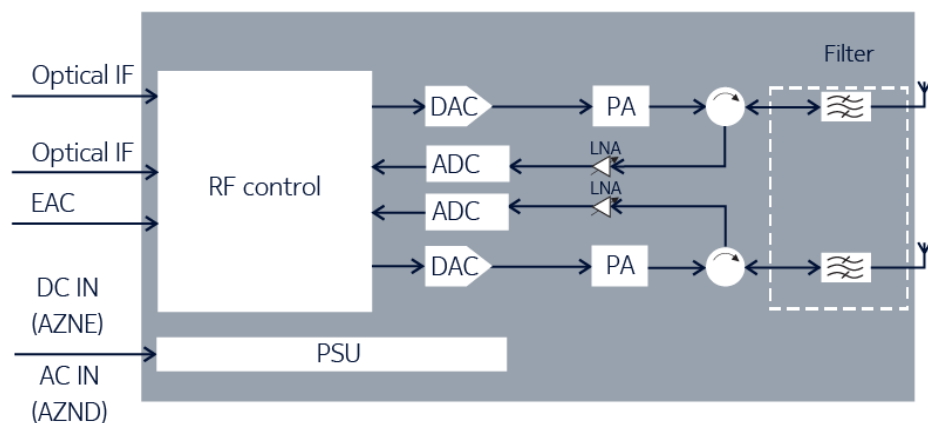 Filter
Optical IF
DAC
PA
Optical IF
ADC
LNA
RF control
LNA
EAC
ADC
DAC
PA
DC IN
(AZNE)
PSU
AC IN
(AZND)